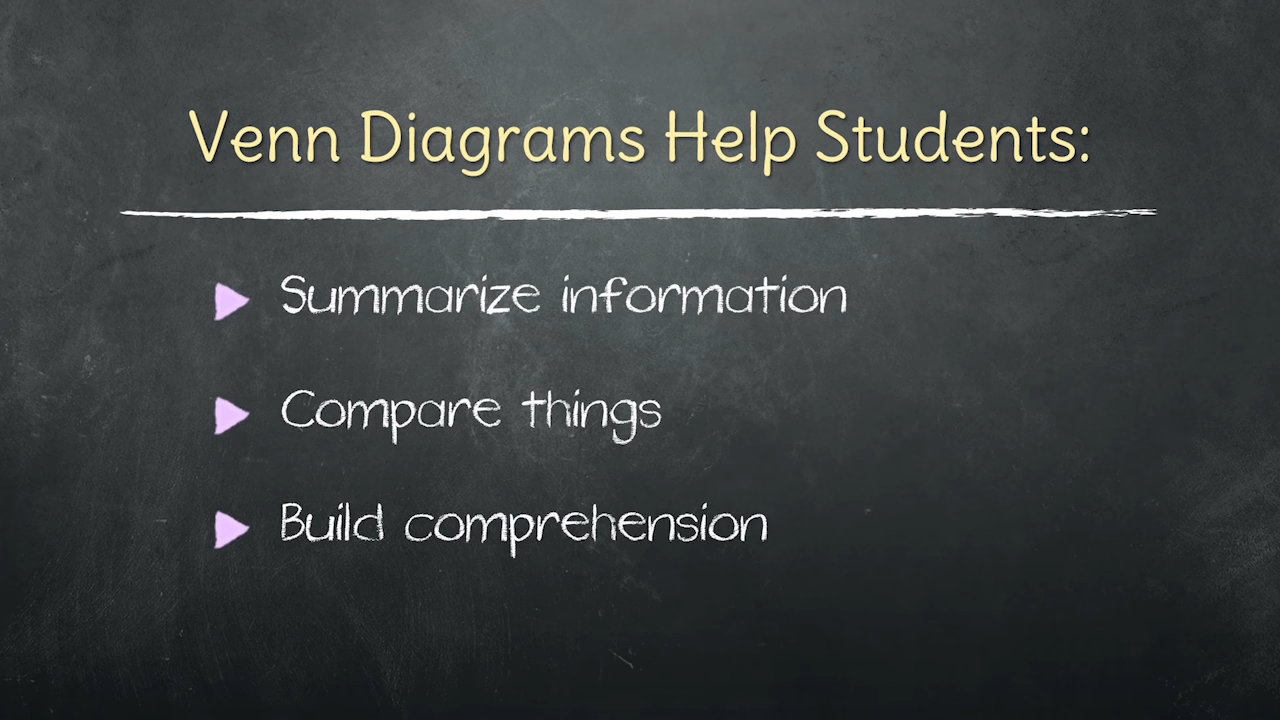 Venn Diagrams Help Students:
Summarize information
Compare things
Build comprehension